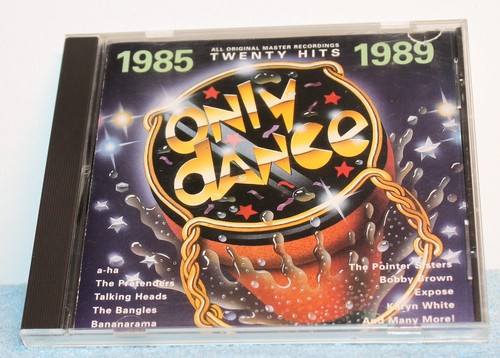 1985
ALL ORIGINAL MASTER RECORDINGS
TWENTY HITS
1989
ONLY
DANCE
a-ha
The Pretenders
Talking Heads
The Bangles
Bananarama
The Pointer Sisters
Bobby Brown
Expose
Karyn White
And Many More!